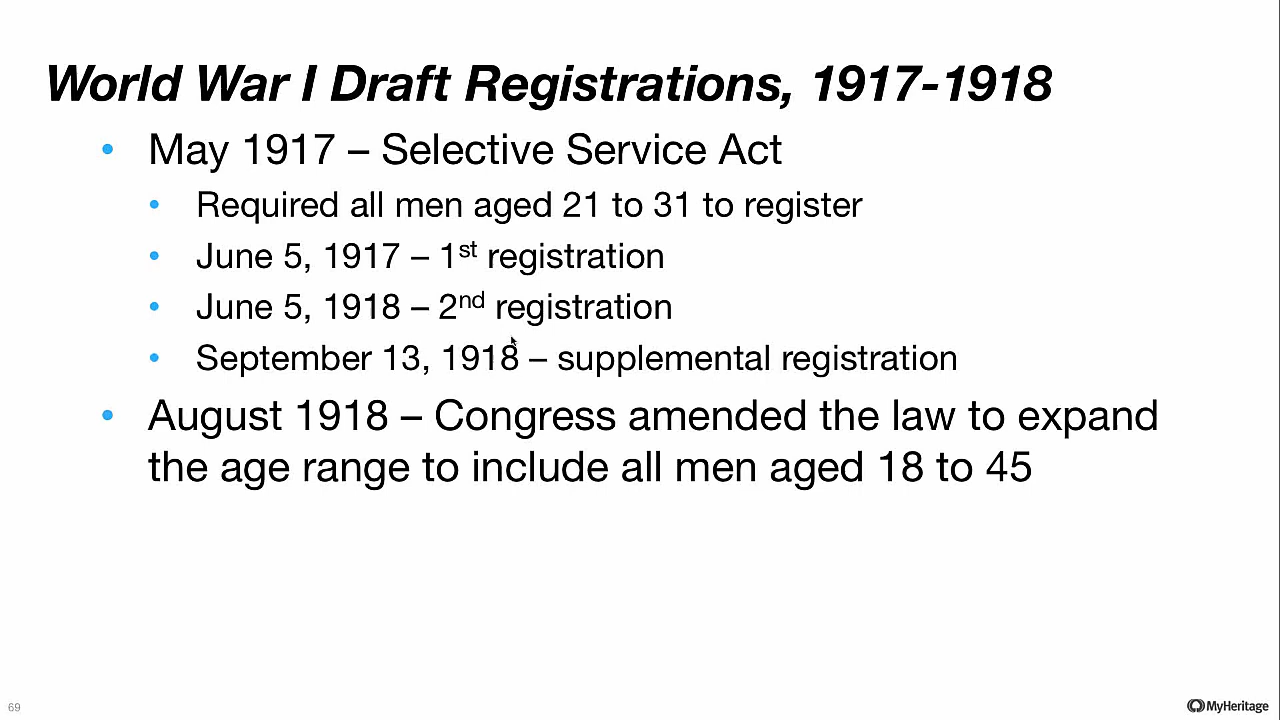 World War I Draft Registrations, 1917-1918
• May 1917 – Selective Service Act
• Required all men aged 21 to 31 to register
• June 5, 1917 – 1st registration
• June 5, 1918 – 2nd registration
• September 13, 1918 – supplemental registration
• August 1918 – Congress amended the law to expand
the age range to include all men aged 18 to 45
69
MyHeritage